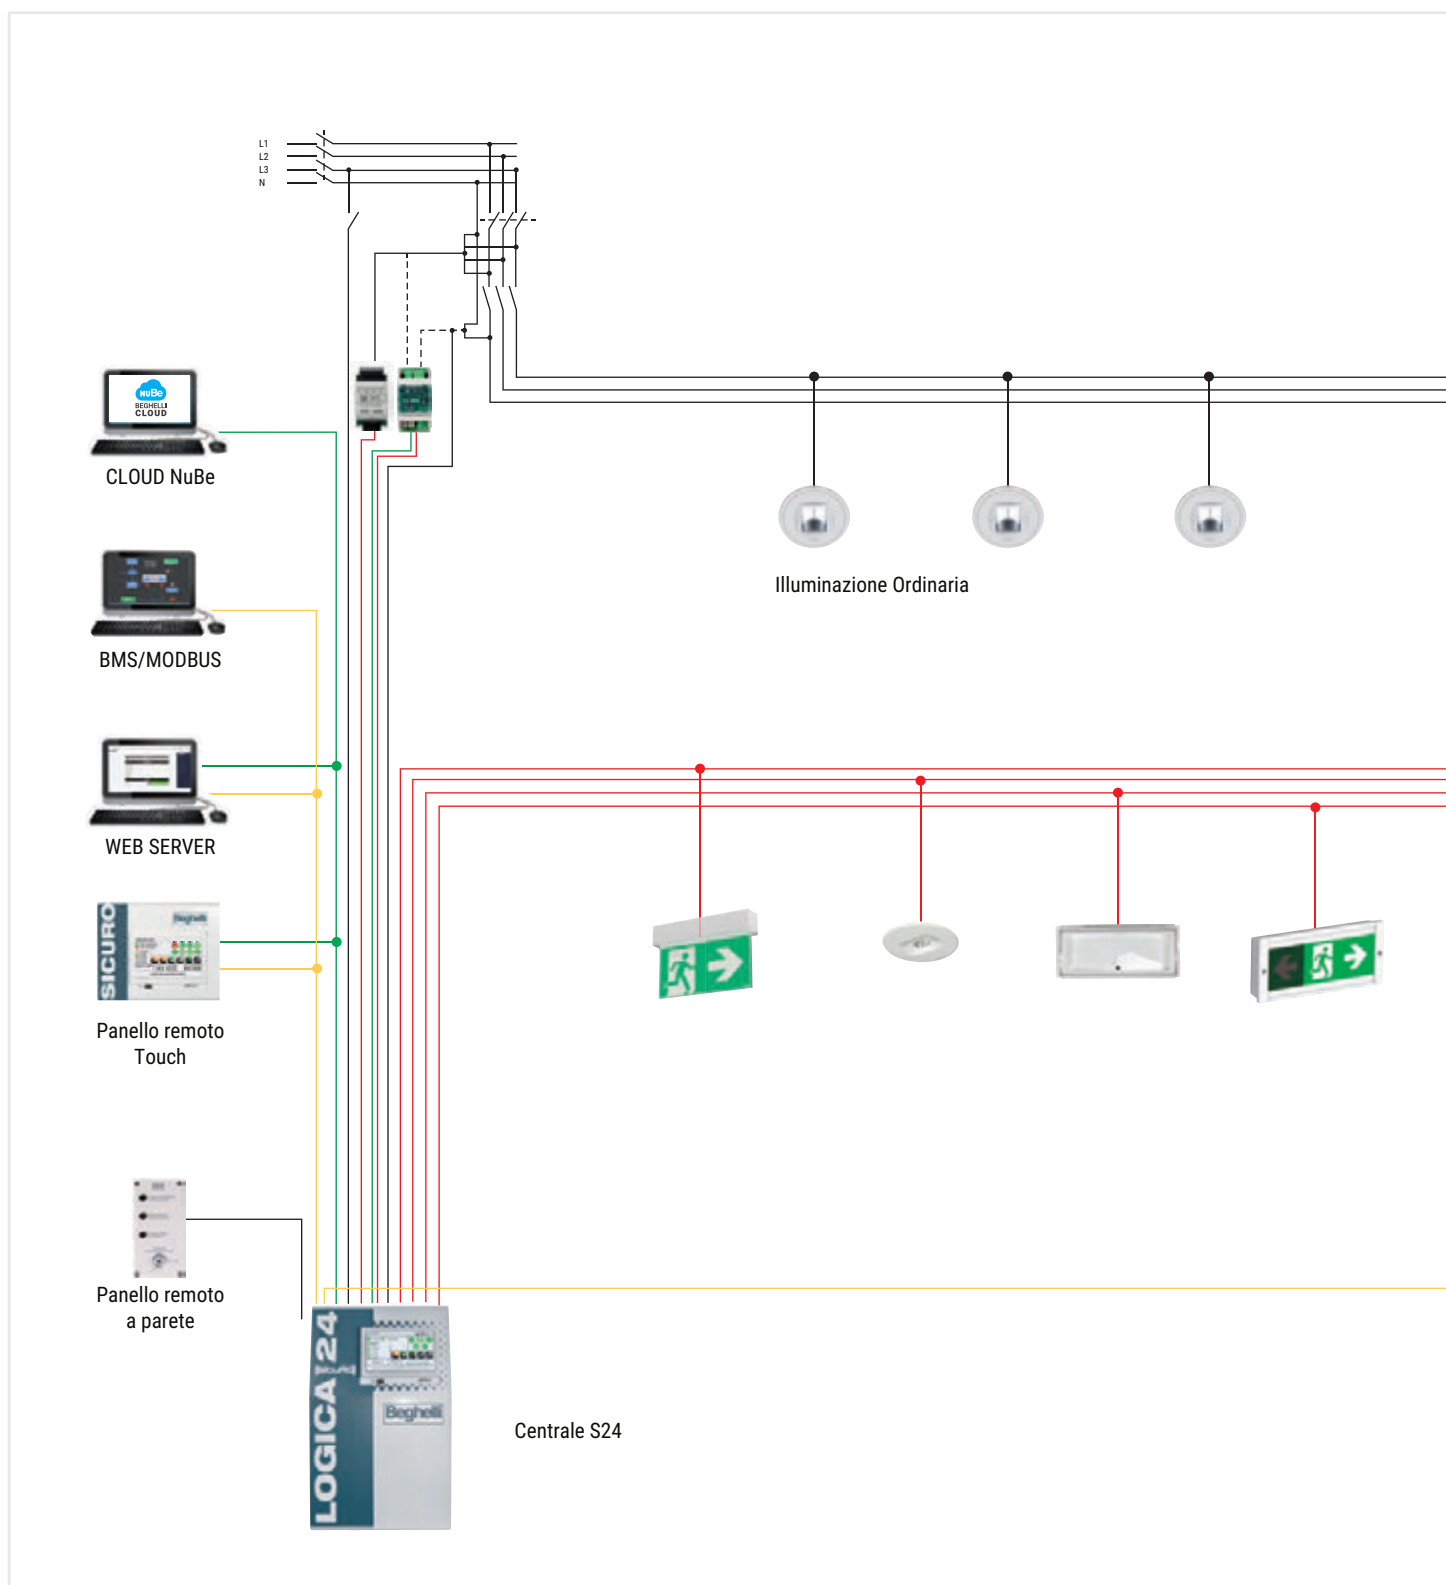 L1
L2
L3
N
NuBe
BEGHELLI
CLOUD
CLOUD NuBe
Illuminazione Ordinaria
BMS/MODBUS
WEB SERVER
SICURO
Beghelli
Panello remoto
Touch
Panello remoto
a parete
LOGICA 24
Beghelli
Centrale S24